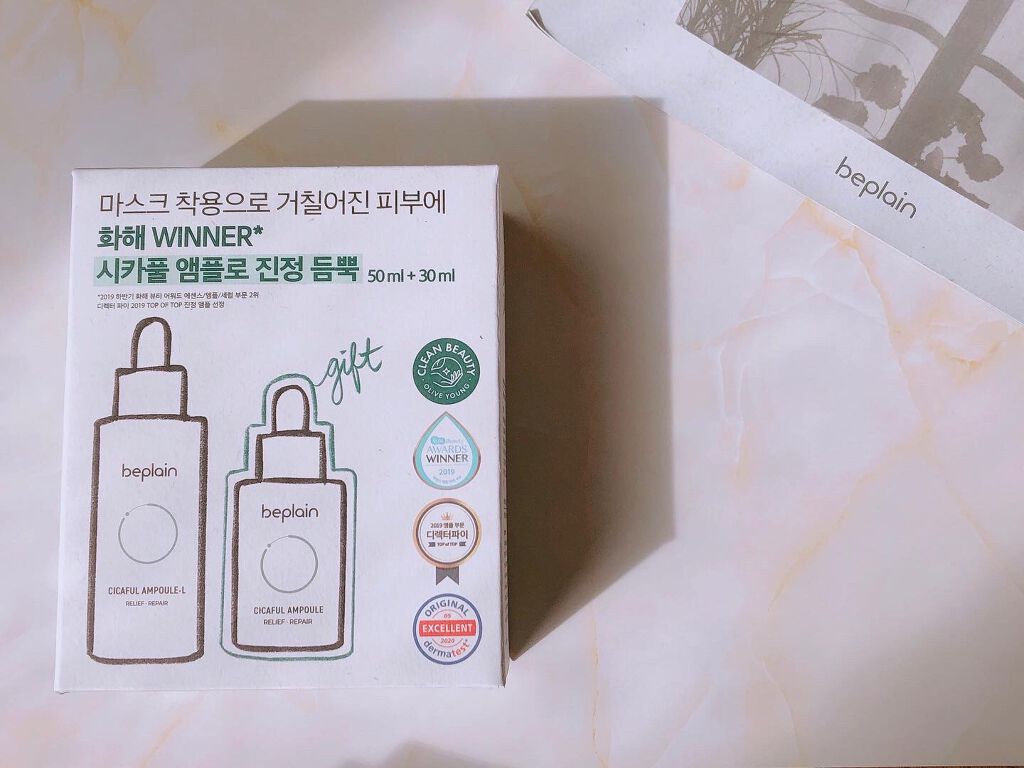 마스크 착용으로 거칠어진 피부에
화해 WINNER*
시카풀 앰플로 진정 듬뿍 50 ml + 30 ml
*2019 하반기 화해 뷰티 어워드 에센스/앰플/세럼 부문 2위
디렉터 파이 2019 TOP OF TOP 진정 앰플 선정
gift
beplain
CICAFUL AMPOULE-L
RELIEF · REPAIR
beplain
CICAFUL AMPOULE
RELIEF · REPAIR
CLEAN BEAUTY
· OLIVE YOUNG ·
AWARDS
WINNER
2019
2019 앰플 부문
디렉터파이
TOP of TOP
ORIGINAL
05
EXCELLENT
2020
dermatest®
beplain